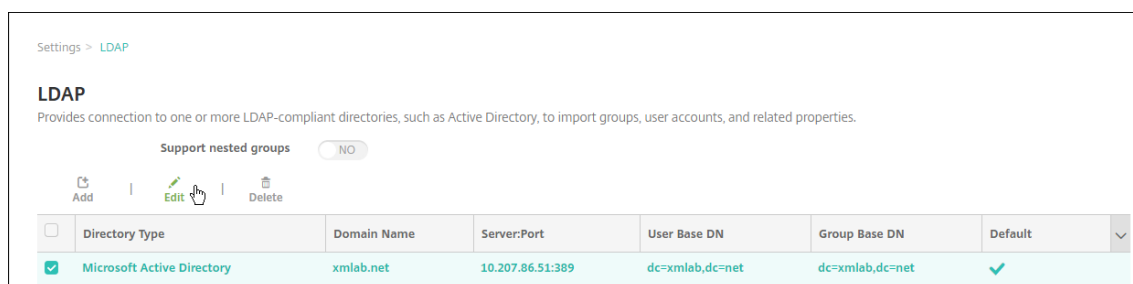 Settings > LDAP
LDAP
Provides connection to one or more LDAP-compliant directories, such as Active Directory, to import groups, user accounts, and related properties.
Support nested groups NO
Add | Edit | Delete
Directory Type Domain Name Server:Port User Base DN Group Base DN Default
Microsoft Active Directory xmlab.net 10.207.86.51:389 dc=xmlab,dc=net dc=xmlab,dc=net